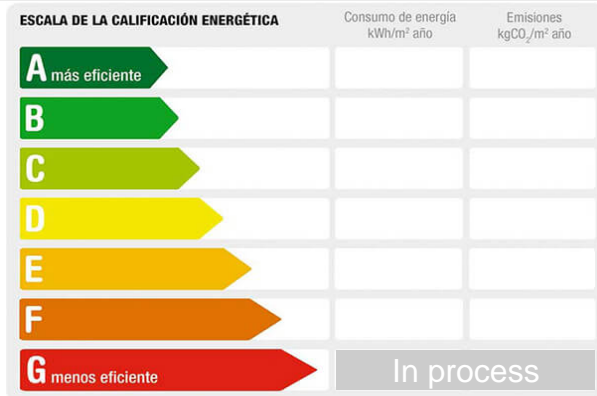 ESCALA DE LA CALIFICACIÓN ENERGÉTICA
Consumo de energía
kWh/m² año
Emisiones
kgCO₂/m² año
A más eficiente
B
C
D
E
F
G menos eficiente
In process